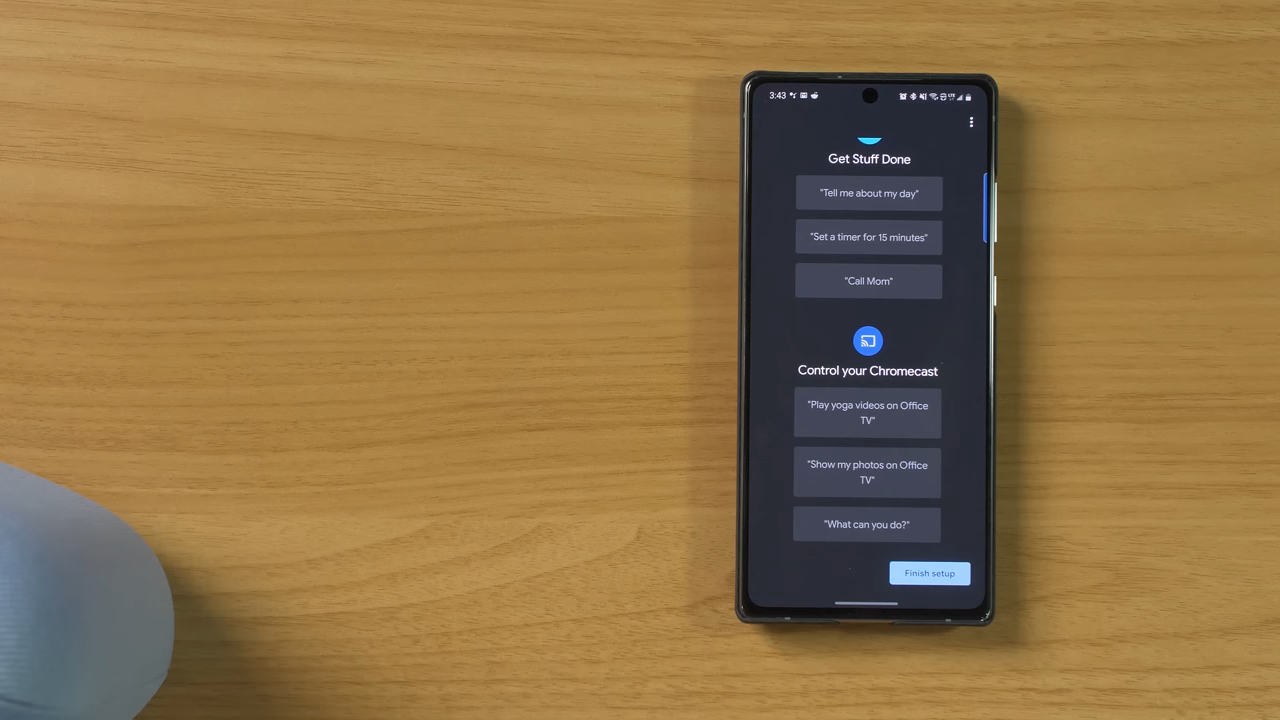 3:43
Get Stuff Done
"Tell me about my day"
"Set a timer for 15 minutes"
"Call Mom"
Control your Chromecast
"Play yoga videos on Office
TV"
"Show my photos on Office
TV"
"What can you do?"
Finish setup